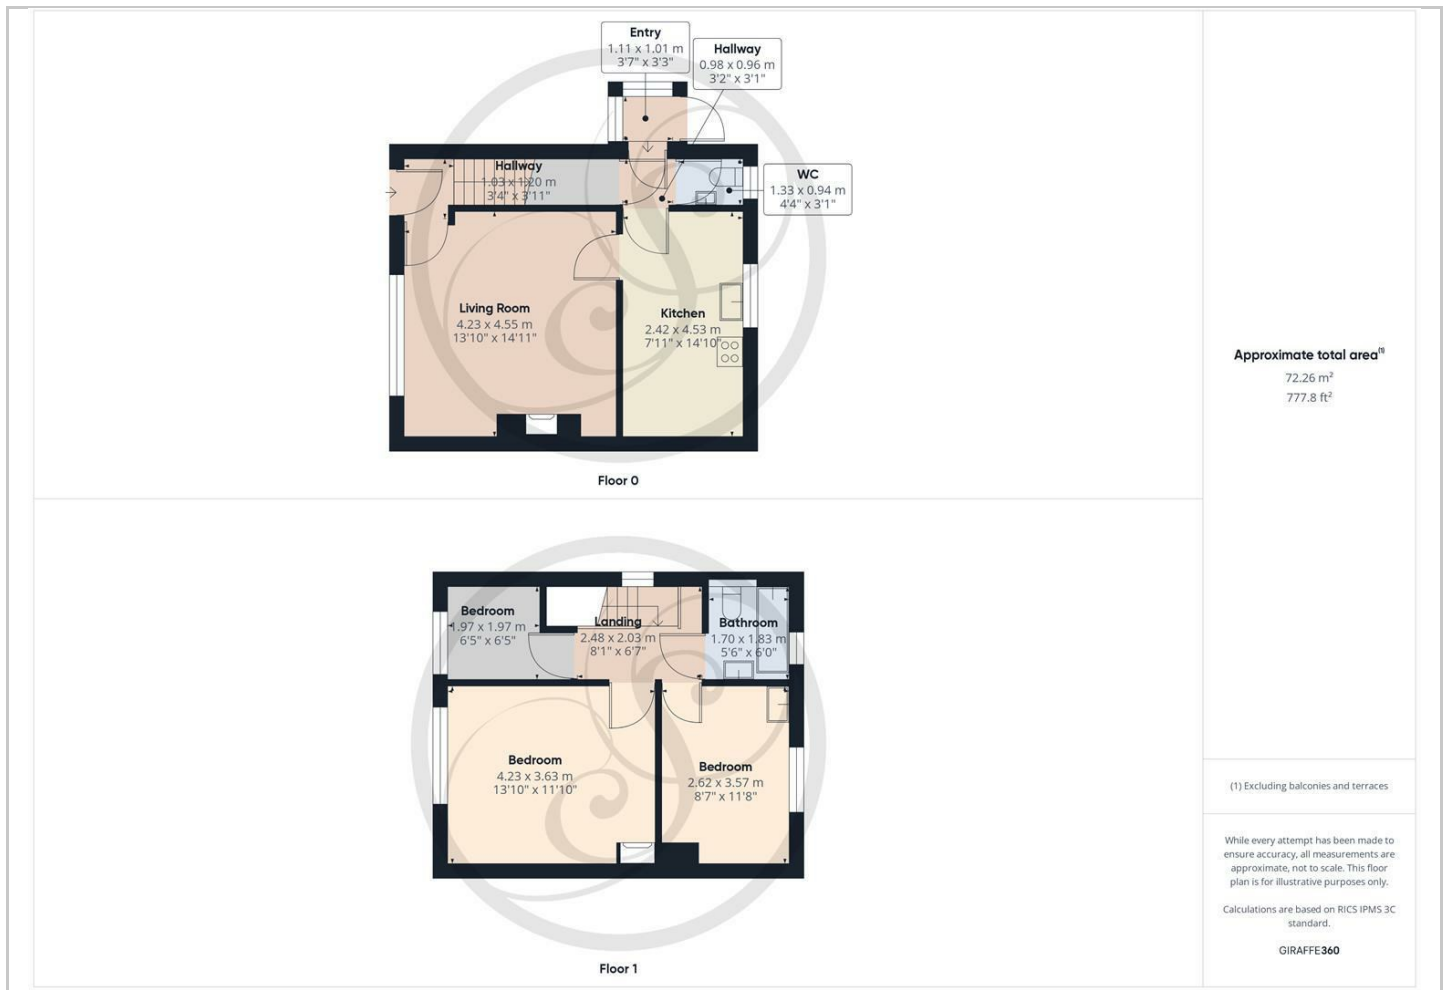 Entry
1.11 x 1.01 m
3'7" x 3'3"
Hallway
0.98 x 0.96 m
3'2" x 3'1"
Hallway
1.03 x 1.20 m
3'4" x 3'11"
WC
1.33 x 0.94 m
4'4" x 3'1"
Living Room
4.23 x 4.55 m
13'10" x 14'11"
Kitchen
2.42 x 4.53 m
7'11" x 14'10"
Floor 0
Bedroom
1.97 x 1.97 m
6'5" x 6'5"
Landing
2.48 x 2.03 m
8'1" x 6'7"
Bathroom
1.70 x 1.83 m
5'6" x 6'0"
Bedroom
4.23 x 3.63 m
13'10" x 11'10"
Bedroom
2.62 x 3.57 m
8'7" x 11'8"
Floor 1
Approximate total area(1)
72.26 m²
777.8 ft²
(1) Excluding balconies and terraces
While every attempt has been made to
ensure accuracy, all measurements are
approximate, not to scale. This floor
plan is for illustrative purposes only.
Calculations are based on RICS IPMS 3C
standard.
GIRAFFE360